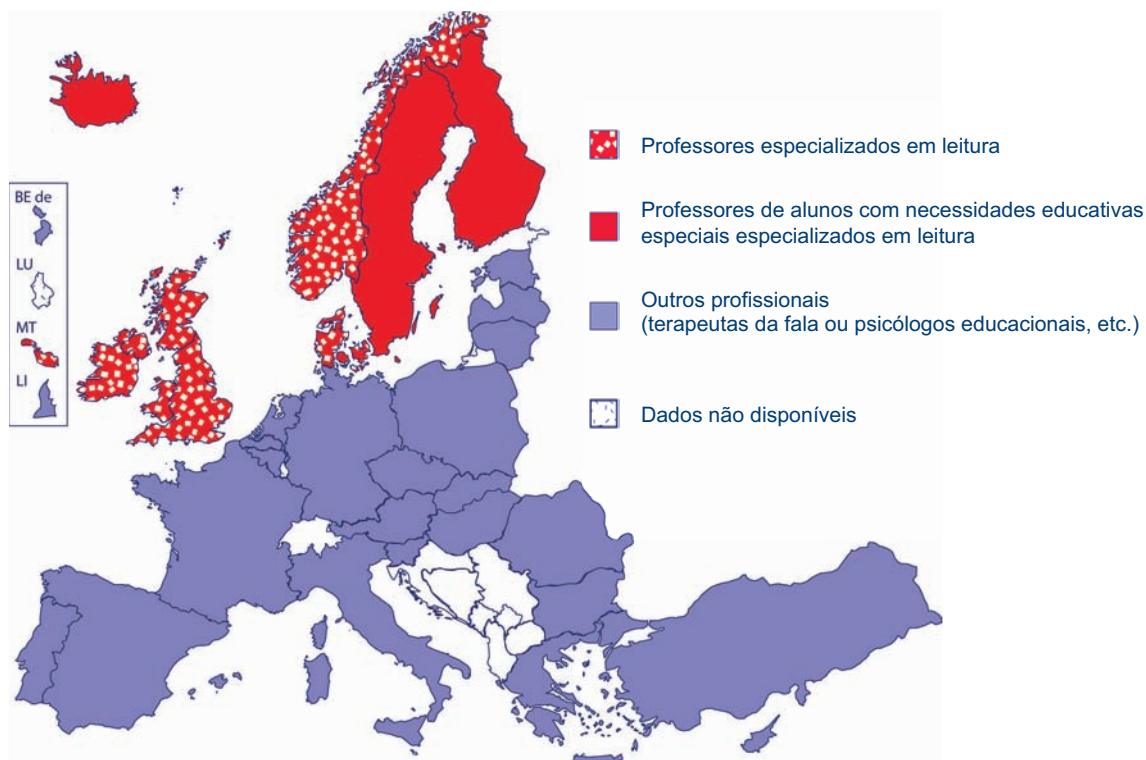 BE de
LU
MT
LI
Professores especializados em leitura
Professores de alunos com necessidades educativas
especiais especializados em leitura
Outros profissionais
(terapeutas da fala ou psicólogos educacionais, etc.)
Dados não disponíveis